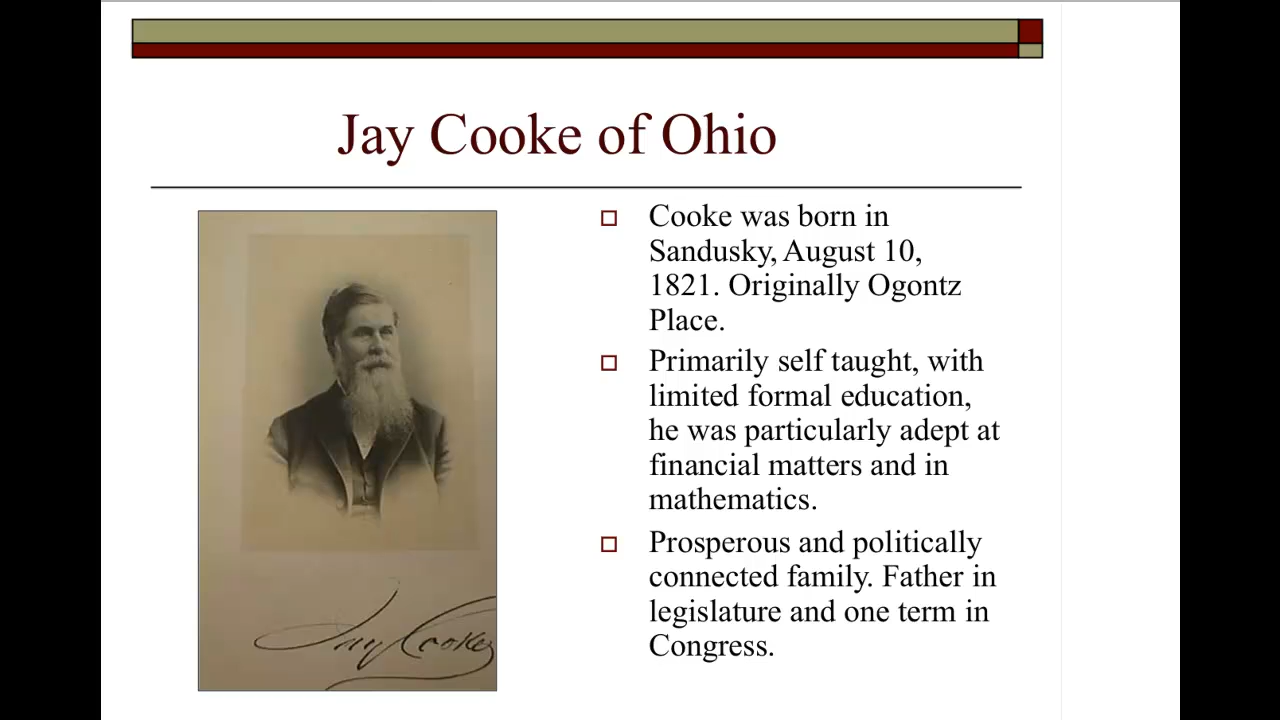 Jay Cooke of Ohio
Cooke was born in
Sandusky, August 10,
1821. Originally Ogontz
Place.
Primarily self taught, with
limited formal education,
he was particularly adept at
financial matters and in
mathematics.
Prosperous and politically
connected family. Father in
legislature and one term in
Congress.
Jay Cooke